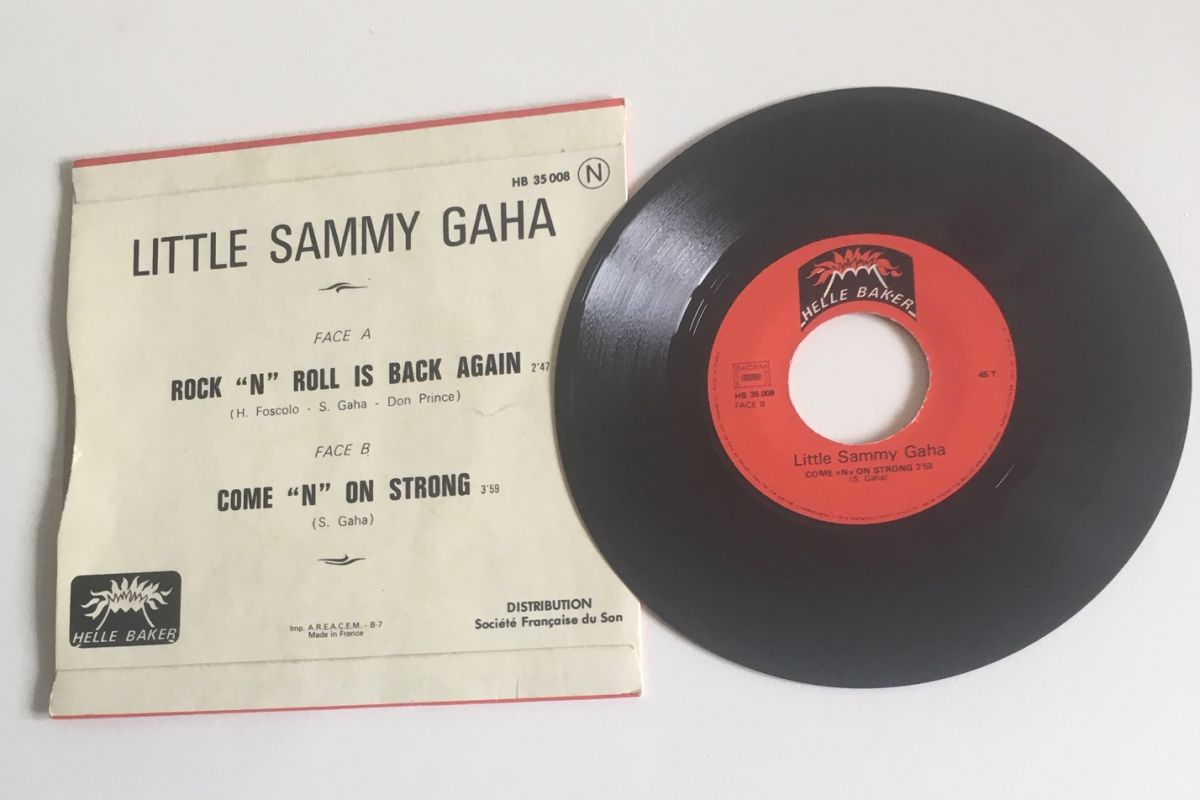 HB 35 008 N
LITTLE SAMMY GAHA
FACE A
ROCK “N” ROLL IS BACK AGAIN 2'47
(H. Foscolo - S. Gaha - Don Prince)
FACE B
COME “N” ON STRONG 3'59
(S. Gaha)
HELLE BAKER
Imp. A.R.E.A.C.E.M. - B-7
Made in France
DISTRIBUTION
Société Française du Son
HELLE BAKER
SACEM
HB 35.008
FACE B
45 T
Little Sammy Gaha
COME «N» ON STRONG 3'59
(S. Gaha)